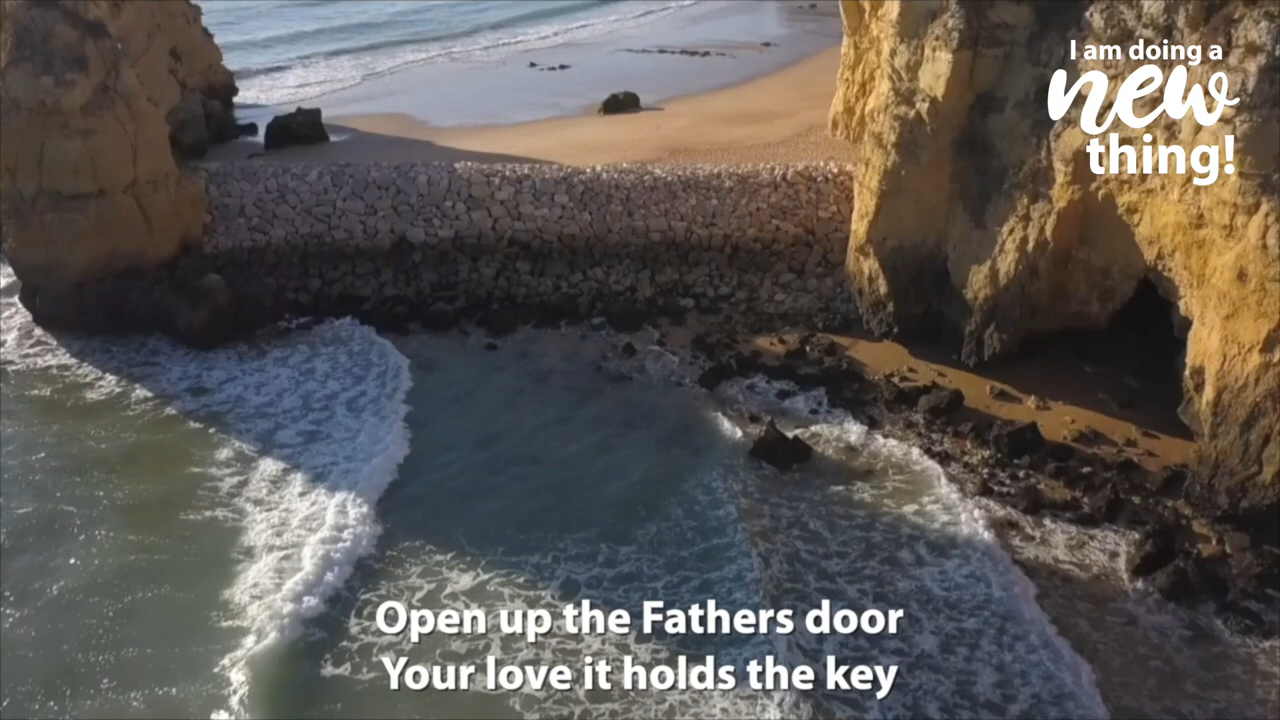 I am doing a
new
thing!
Open up the Fathers door
Your love it holds the key